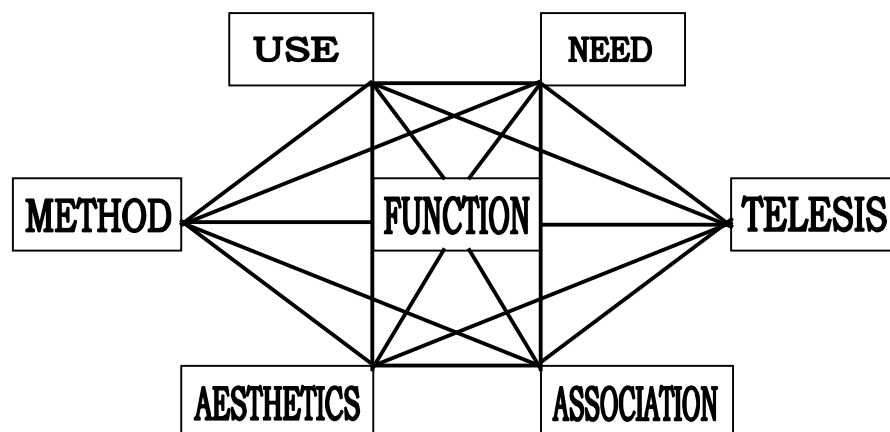 USE
NEED
METHOD
FUNCTION
TELESIS
AESTHETICS
ASSOCIATION